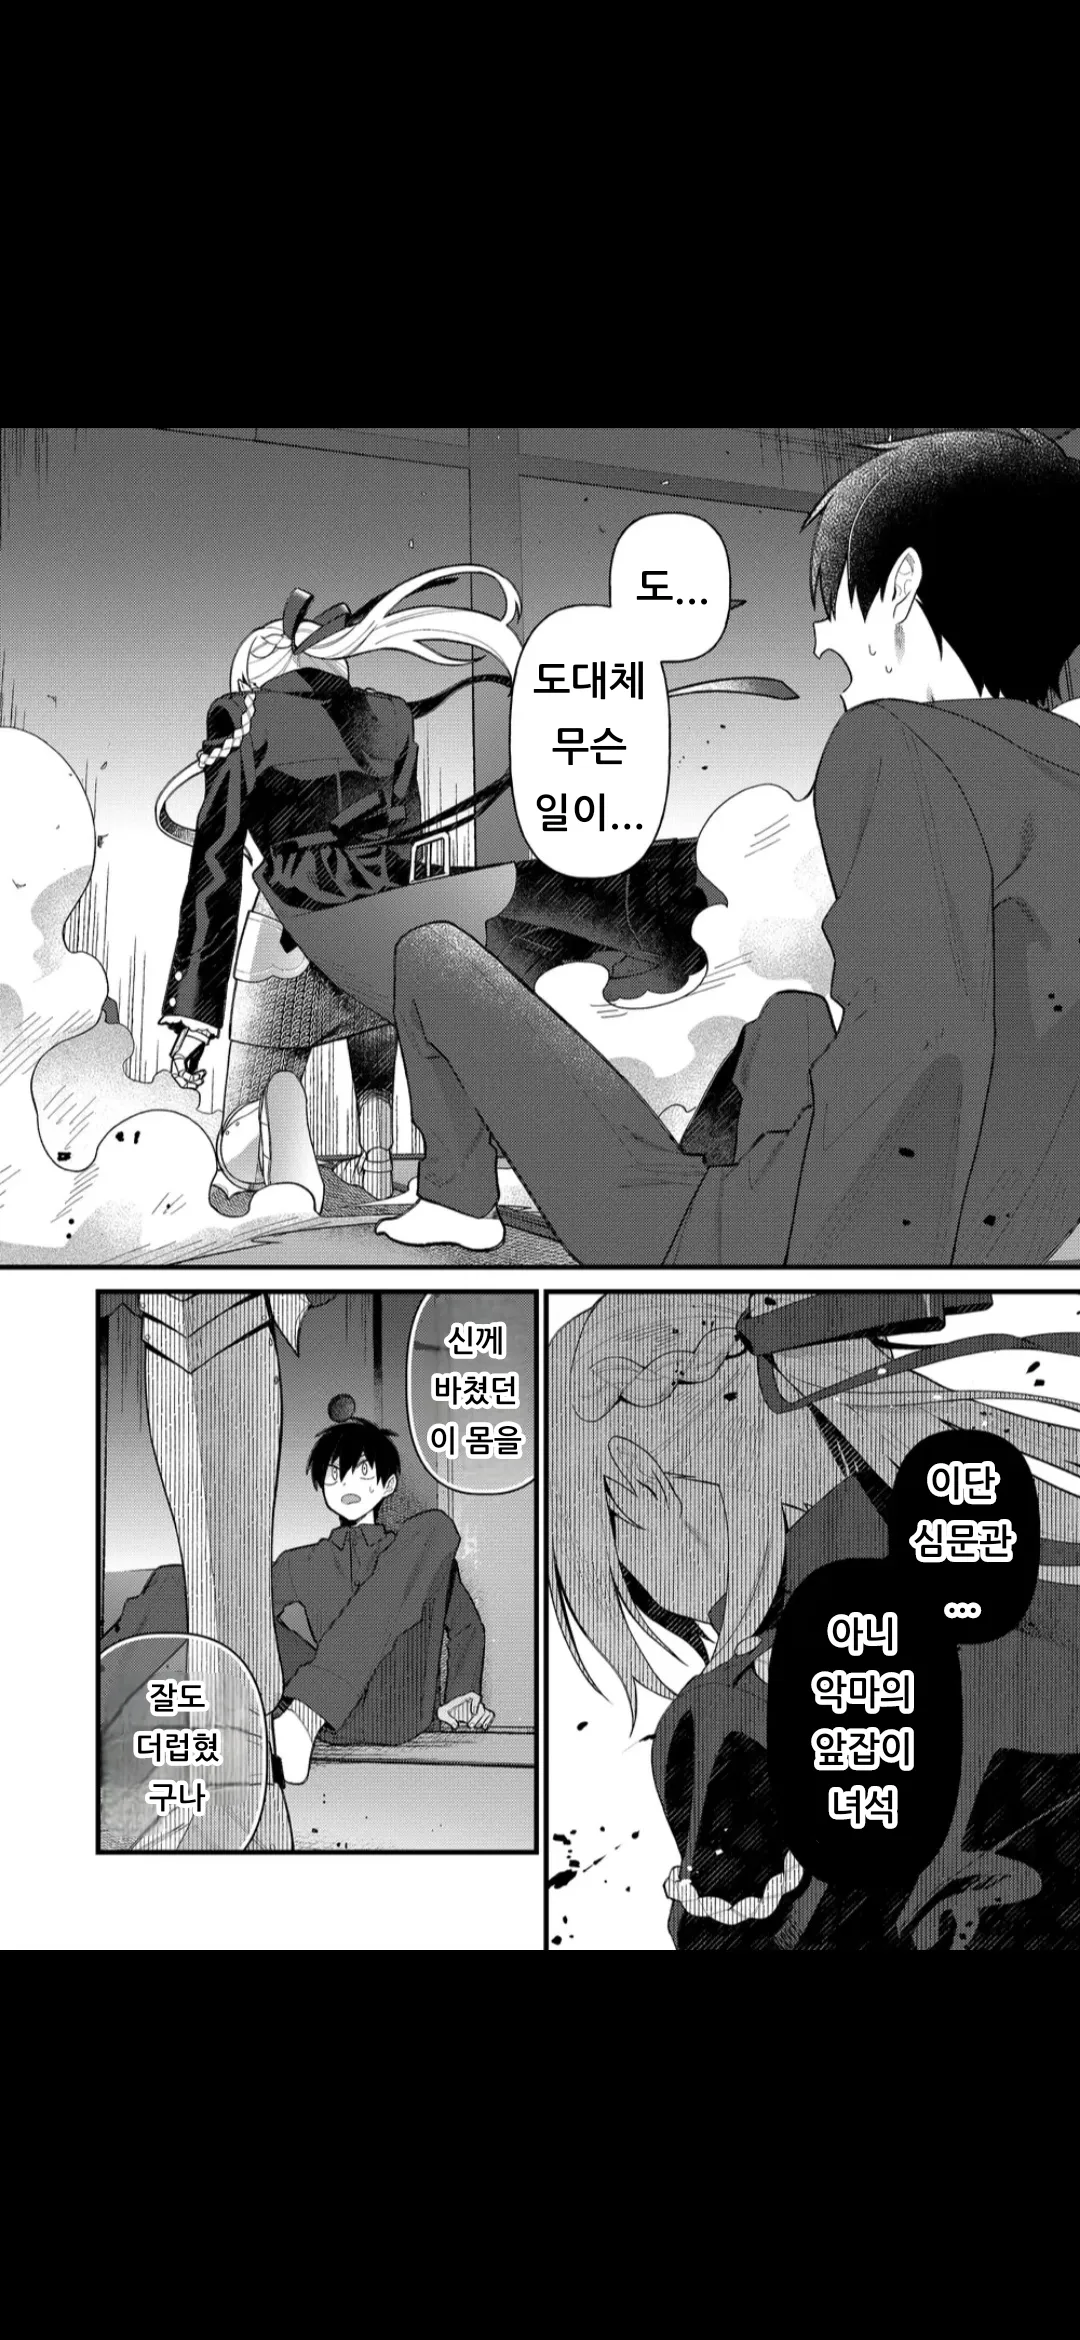 도...
도대체
무슨
일이...
이단
심문관
...
아니
악마의
앞잡이
녀석
신께
바쳤던
이 몸을
잘도
더럽혔
구나